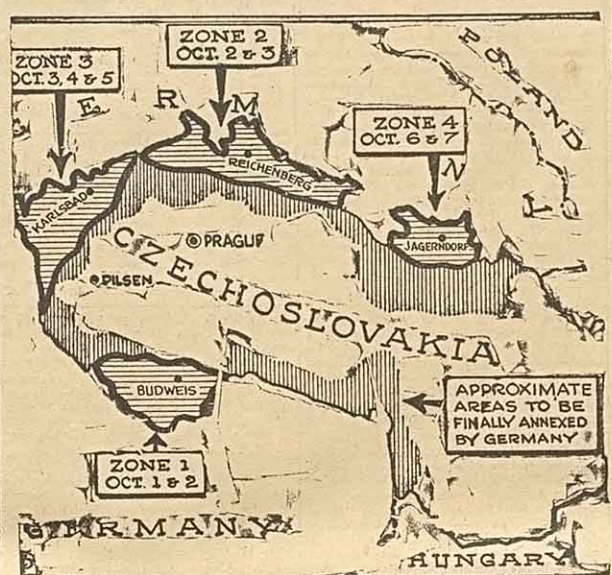 ZONE 2
OCT. 2 & 3
ZONE 3
OCT. 3, 4 & 5
POLAND
GERMANY
ZONE 4
OCT. 6 & 7
REICHENBERG
KARLSBAD
JAGERNDORF
PRAGUE
PILSEN
CZECHOSLOVAKIA
BUDWEIS
APPROXIMATE
AREAS TO BE
FINALLY ANNEXED
BY GERMANY
ZONE 1
OCT. 1 & 2
GERMANY
HUNGARY